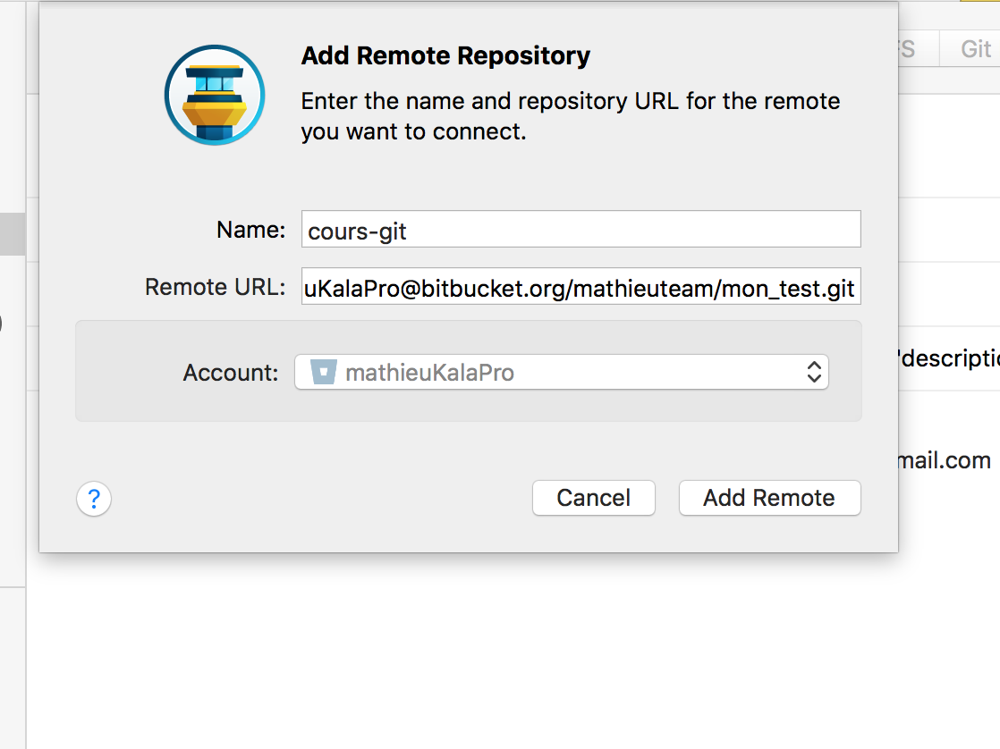 Add Remote Repository
Enter the name and repository URL for the remote
you want to connect.
Name: cours-git
Remote URL: uKalaPro@bitbucket.org/mathieuteam/mon_test.git
Account: mathieuKalaPro
? Cancel Add Remote
FS Git
"descriptio
mail.com